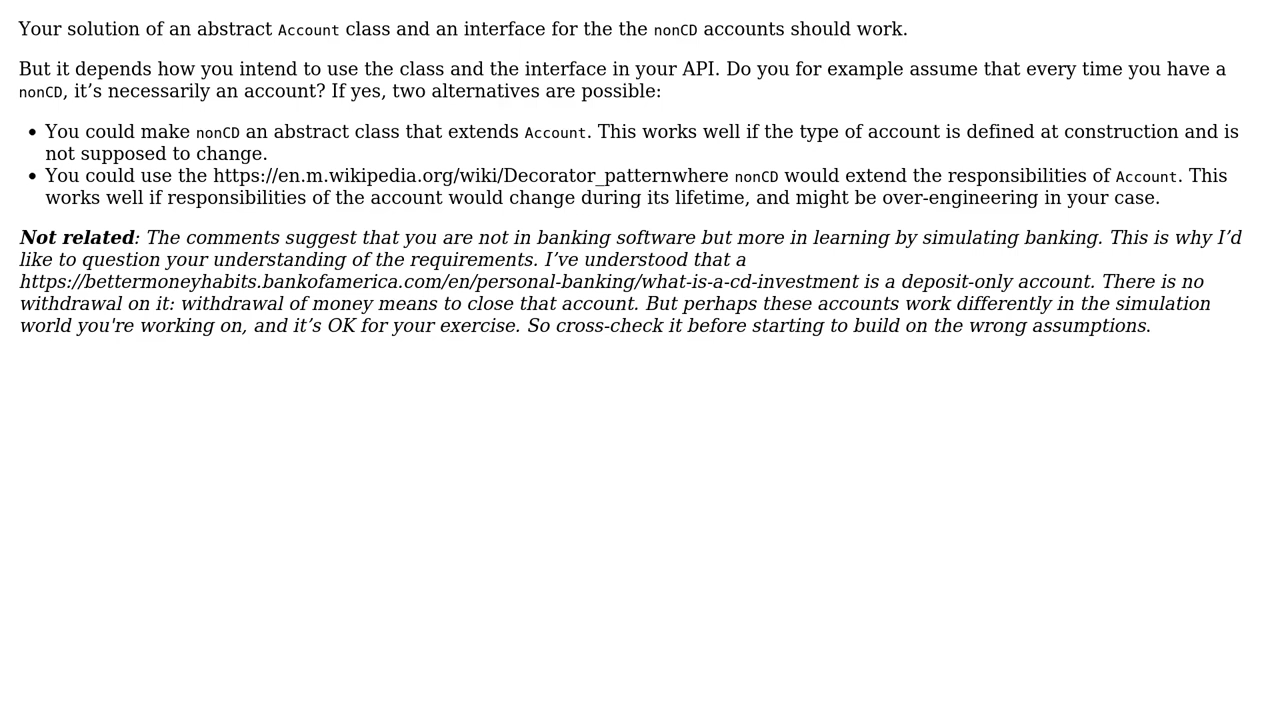 Your solution of an abstract Account class and an interface for the the nonCD accounts should work.
But it depends how you intend to use the class and the interface in your API. Do you for example assume that every time you have a
nonCD, it’s necessarily an account? If yes, two alternatives are possible:
• You could make nonCD an abstract class that extends Account. This works well if the type of account is defined at construction and is
not supposed to change.
• You could use the https://en.m.wikipedia.org/wiki/Decorator_patternwhere nonCD would extend the responsibilities of Account. This
works well if responsibilities of the account would change during its lifetime, and might be over-engineering in your case.
Not related: The comments suggest that you are not in banking software but more in learning by simulating banking. This is why I’d
like to question your understanding of the requirements. I’ve understood that a
https://bettermoneyhabits.bankofamerica.com/en/personal-banking/what-is-a-cd-investment is a deposit-only account. There is no
withdrawal on it: withdrawal of money means to close that account. But perhaps these accounts work differently in the simulation
world you're working on, and it’s OK for your exercise. So cross-check it before starting to build on the wrong assumptions.